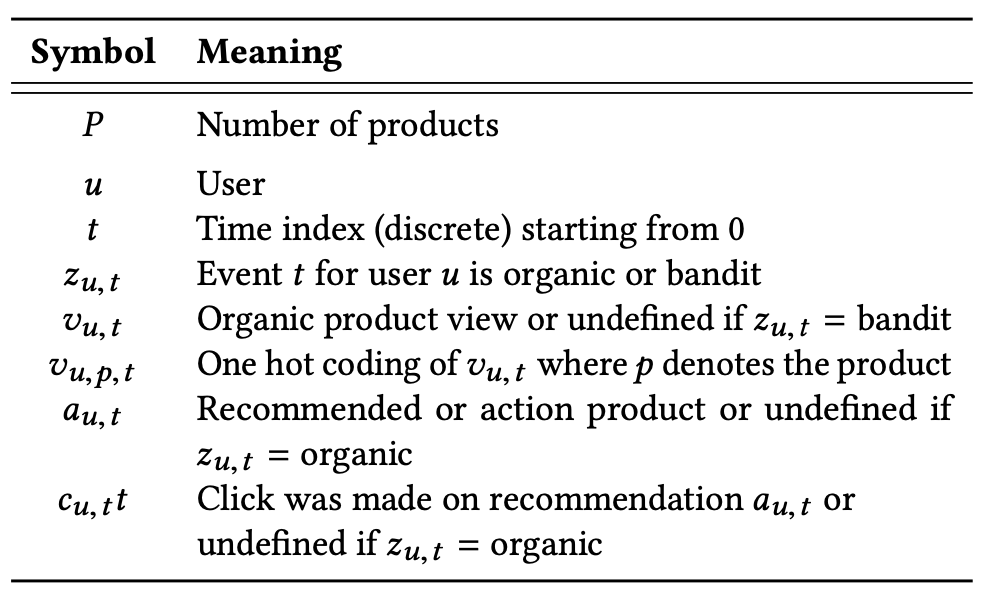 Symbol Meaning
P Number of products
u User
t Time index (discrete) starting from 0
z_{u,t} Event t for user u is organic or bandit
v_{u,t} Organic product view or undefined if z_{u,t} = bandit
v_{u,p,t} One hot coding of v_{u,t} where p denotes the product
a_{u,t} Recommended or action product or undefined if
z_{u,t} = organic
c_{u,t}t Click was made on recommendation a_{u,t} or
undefined if z_{u,t} = organic